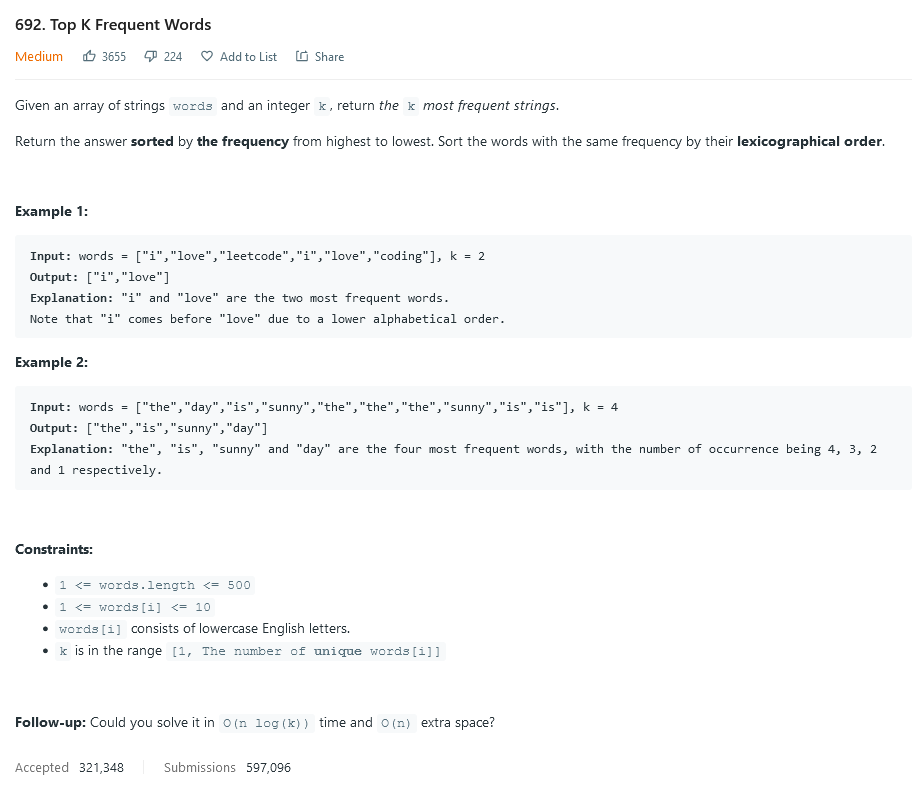 692. Top K Frequent Words
Medium 3655 224 Add to List Share
Given an array of strings words and an integer k, return the k most frequent strings.
Return the answer sorted by the frequency from highest to lowest. Sort the words with the same frequency by their lexicographical order.
Example 1:
Input: words = ["i","love","leetcode","i","love","coding"], k = 2
Output: ["i","love"]
Explanation: "i" and "love" are the two most frequent words.
Note that "i" comes before "love" due to a lower alphabetical order.
Example 2:
Input: words = ["the","day","is","sunny","the","the","the","sunny","is","is"], k = 4
Output: ["the","is","sunny","day"]
Explanation: "the", "is", "sunny" and "day" are the four most frequent words, with the number of occurrence being 4, 3, 2
and 1 respectively.
Constraints:
• 1 <= words.length <= 500
• 1 <= words[i] <= 10
• words[i] consists of lowercase English letters.
• k is in the range [1, The number of unique words[i]]
Follow-up: Could you solve it in O(n log(k)) time and O(n) extra space?
Accepted 321,348 Submissions 597,096